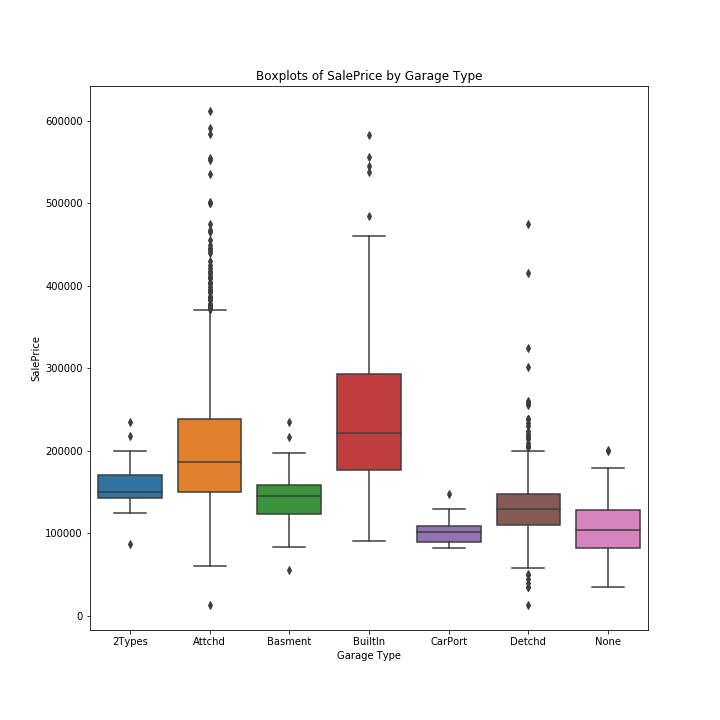 Boxplots of SalePrice by Garage Type
600000
500000
400000
300000
200000
100000
0
SalePrice
2Types Attchd Basment BuiltIn CarPort Detchd None
Garage Type